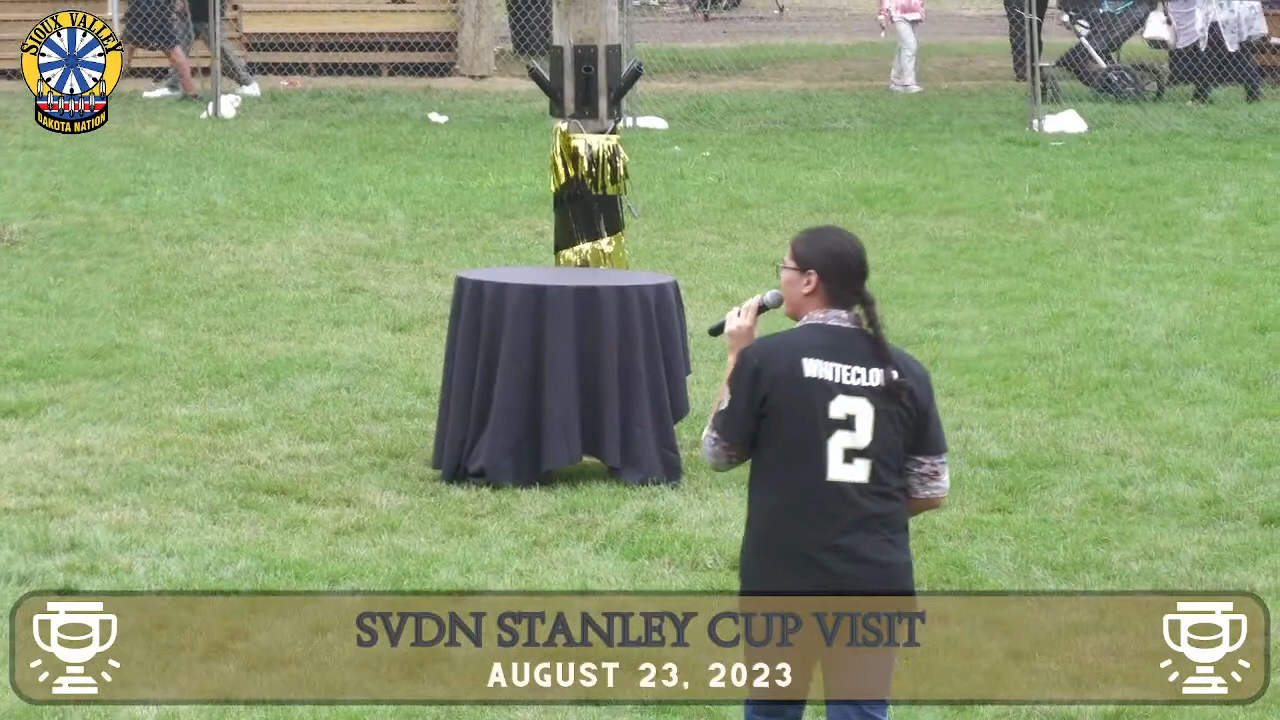 SIOUX VALLEY
DAKOTA NATION
WHITECLOUD
2
SVDN STANLEY CUP VISIT
AUGUST 23, 2023